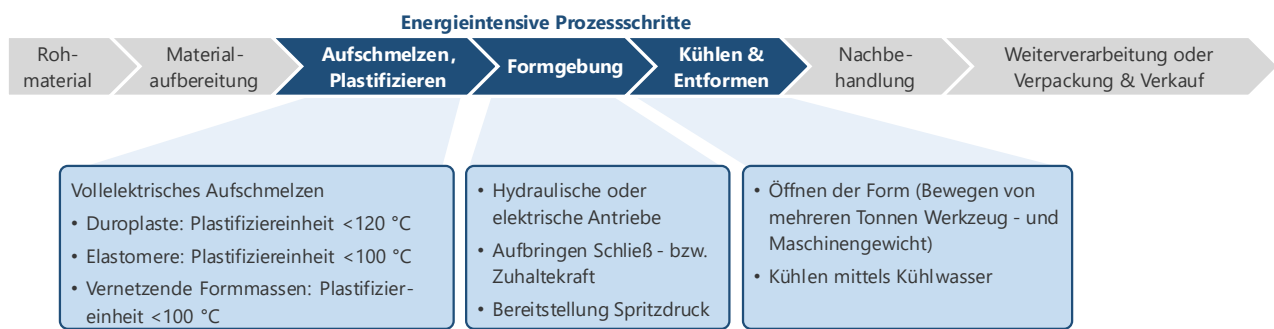 Energieintensive Prozessschritte
Roh-
material
Material-
aufbereitung
Aufschmelzen,
Plastifizieren
Formgebung
Kühlen &
Entformen
Nachbe-
handlung
Weiterverarbeitung oder
Verpackung & Verkauf
Vollelektrisches Aufschmelzen
• Duroplaste: Plastifiziereinheit <120 °C
• Elastomere: Plastifiziereinheit <100 °C
• Vernetzende Formmassen: Plastifizier-
einheit <100 °C
• Hydraulische oder
elektrische Antriebe
• Aufbringen Schließ - bzw.
Zuhaltekraft
• Bereitstellung Spritzdruck
• Öffnen der Form (Bewegen von
mehreren Tonnen Werkzeug - und
Maschinengewicht)
• Kühlen mittels Kühlwasser